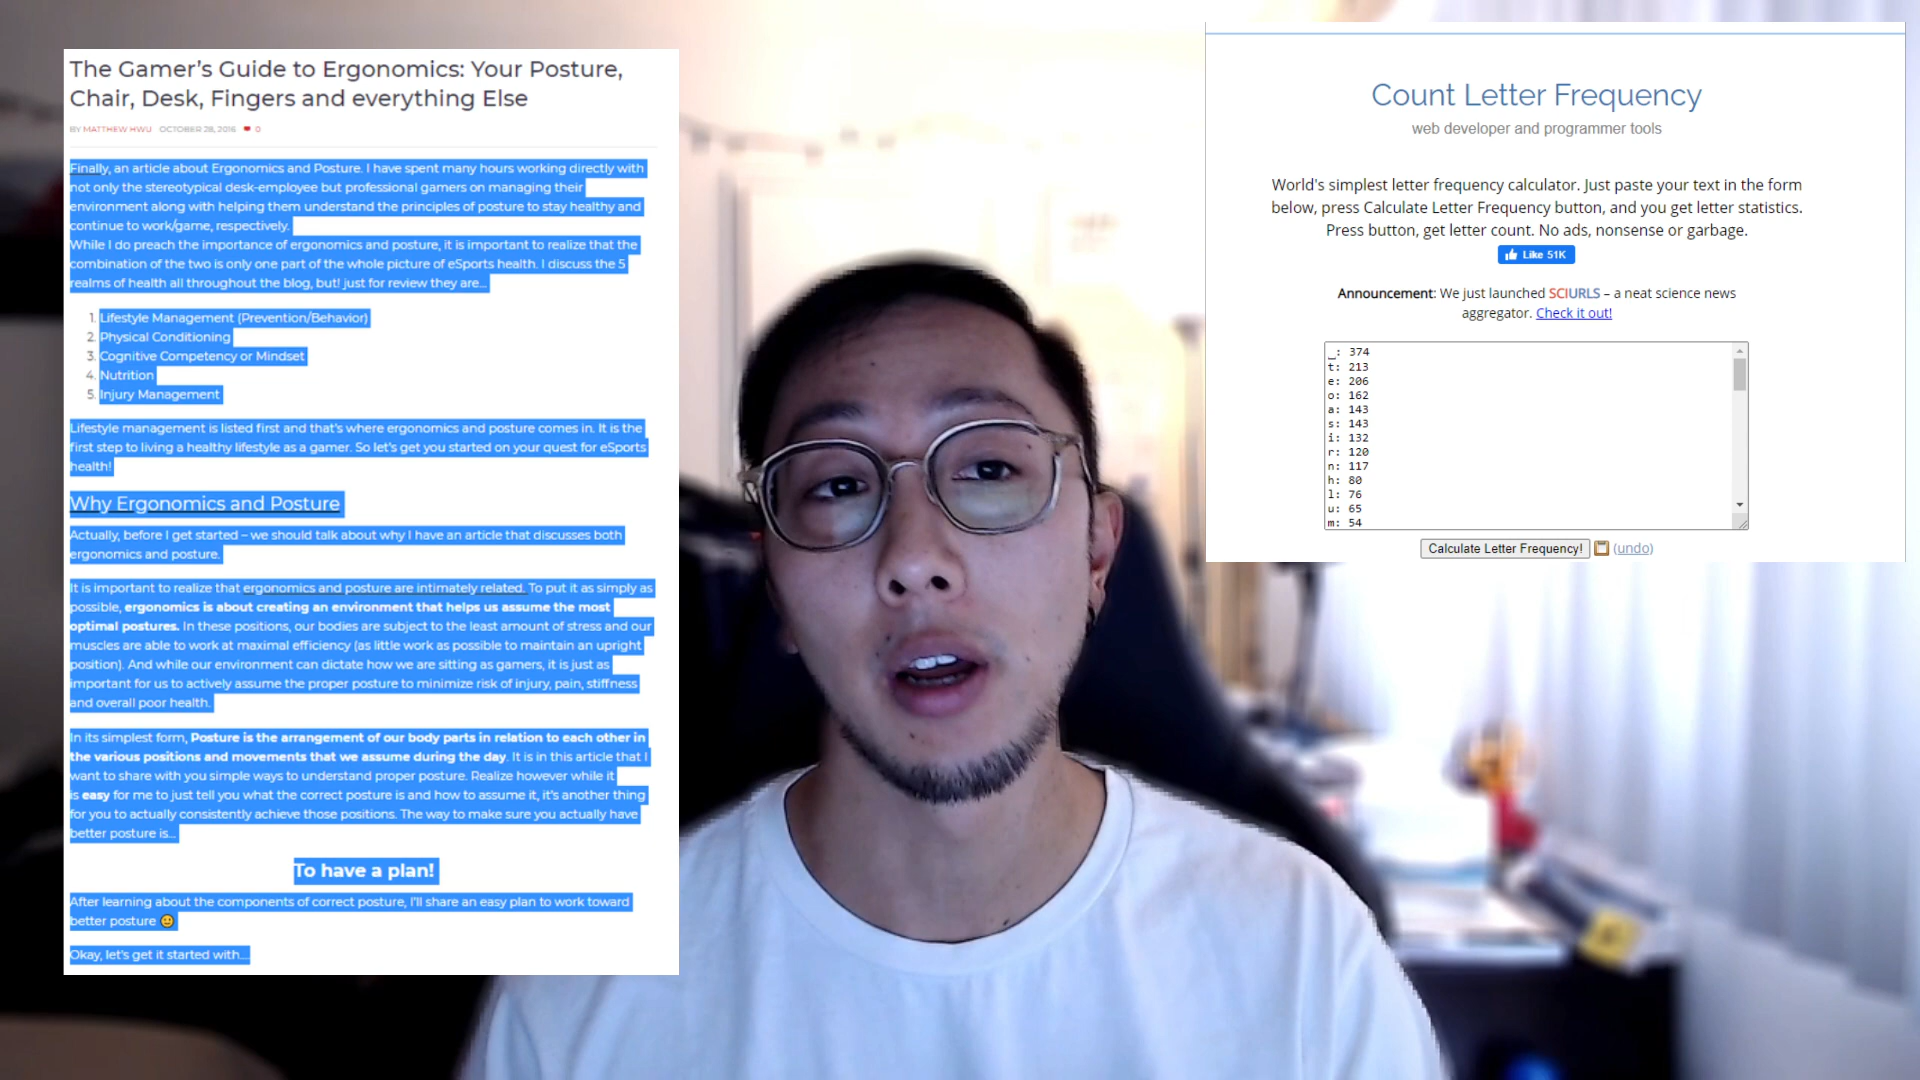 The Gamer’s Guide to Ergonomics: Your Posture,
Chair, Desk, Fingers and everything Else
BY MATTHEW HWU OCTOBER 28, 2016 0
Finally, an article about Ergonomics and Posture. I have spent many hours working directly with
not only the stereotypical desk-employee but professional gamers on managing their
environment along with helping them understand the principles of posture to stay healthy and
continue to work/game, respectively.
While I do preach the importance of ergonomics and posture, it is important to realize that the
combination of the two is only one part of the whole picture of eSports health. I discuss the 5
realms of health all throughout the blog, but! just for review they are…
1. Lifestyle Management (Prevention/Behavior)
2. Physical Conditioning
3. Cognitive Competency or Mindset
4. Nutrition
5. Injury Management
Lifestyle management is listed first and that’s where ergonomics and posture comes in. It is the
first step to living a healthy lifestyle as a gamer. So let’s get you started on your quest for eSports
health!
Why Ergonomics and Posture
Actually, before I get started – we should talk about why I have an article that discusses both
ergonomics and posture.
It is important to realize that ergonomics and posture are intimately related. To put it as simply as
possible, ergonomics is about creating an environment that helps us assume the most
optimal postures. In these positions, our bodies are subject to the least amount of stress and our
muscles are able to work at maximal efficiency (as little work as possible to maintain an upright
position). And while our environment can dictate how we are sitting as gamers, it is just as
important for us to actively assume the proper posture to minimize risk of injury, pain, stiffness
and overall poor health.
In its simplest form, Posture is the arrangement of our body parts in relation to each other in
the various positions and movements that we assume during the day. It is in this article that I
want to share with you simple ways to understand proper posture. Realize however while it
is easy for me to just tell you what the correct posture is and how to assume it, it’s another thing
for you to actually consistently achieve those positions. The way to make sure you actually have
better posture is…
To have a plan!
After learning about the components of correct posture, I’ll share an easy plan to work toward
better posture
Okay, let’s get it started with….
Count Letter Frequency
web developer and programmer tools
World's simplest letter frequency calculator. Just paste your text in the form
below, press Calculate Letter Frequency button, and you get letter statistics.
Press button, get letter count. No ads, nonsense or garbage.
Like 51K
Announcement: We just launched SCIURLS – a neat science news
aggregator. Check it out!
_: 374
t: 213
e: 206
o: 162
a: 143
s: 143
i: 132
r: 120
n: 117
h: 80
l: 76
u: 65
m: 54
Calculate Letter Frequency! (undo)